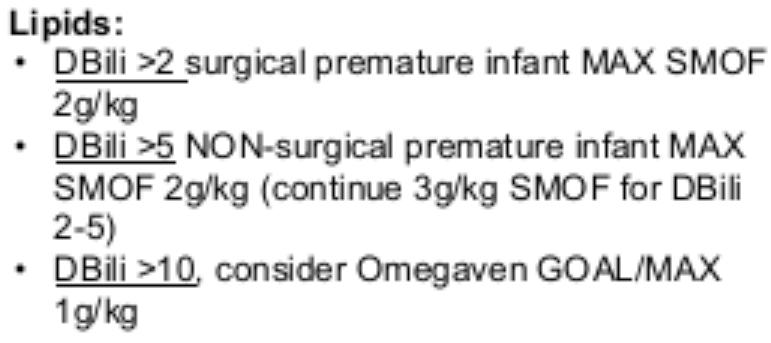 Lipids:
• DBili >2 surgical premature infant MAX SMOF
2g/kg
• DBili >5 NON-surgical premature infant MAX
SMOF 2g/kg (continue 3g/kg SMOF for DBili
2-5)
• DBili >10, consider Omegaven GOAL/MAX
1g/kg